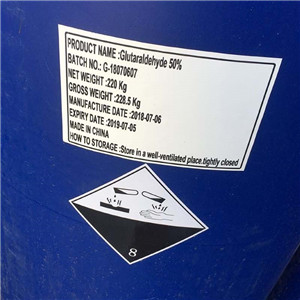 PRODUCT NAME :Glutaraldehyde 50%
BATCH NO.: G-18070607
NET WEIGHT :220 Kg
GROSS WEIGHT : 228.5 Kg
MANUFACTURE DATE :2018-07-06
EXPIRY DATE :2019-07-05
MADE IN CHINA
HOW TO STORAGE :Store in a well-ventilated place.tightly closed
8